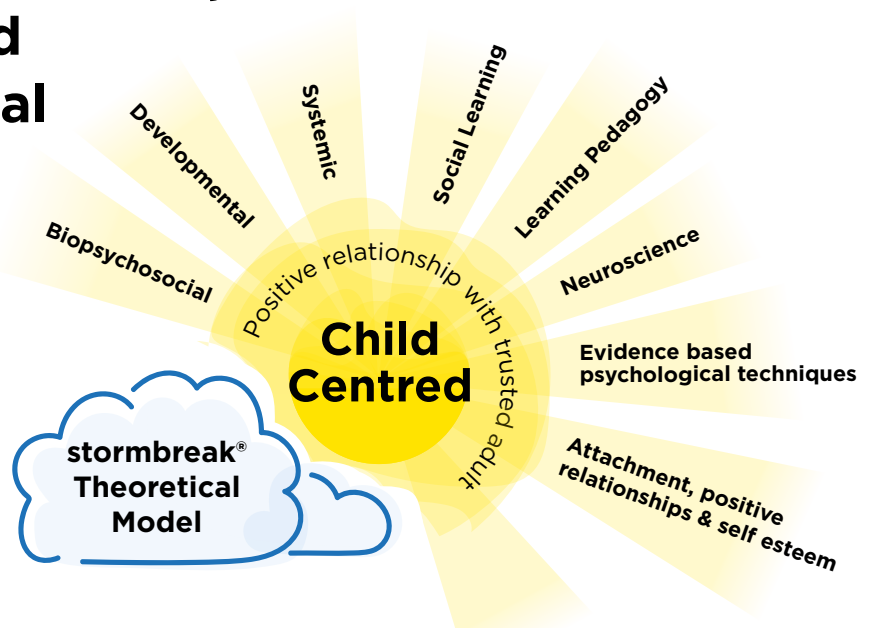 d
al
Biopsychosocial
Developmental
Systemic
Social Learning
Learning Pedagogy
Neuroscience
Evidence based
psychological techniques
Attachment, positive
relationships & self esteem
Positive relationship with trusted adult
Child
Centred
stormbreak®
Theoretical
Model